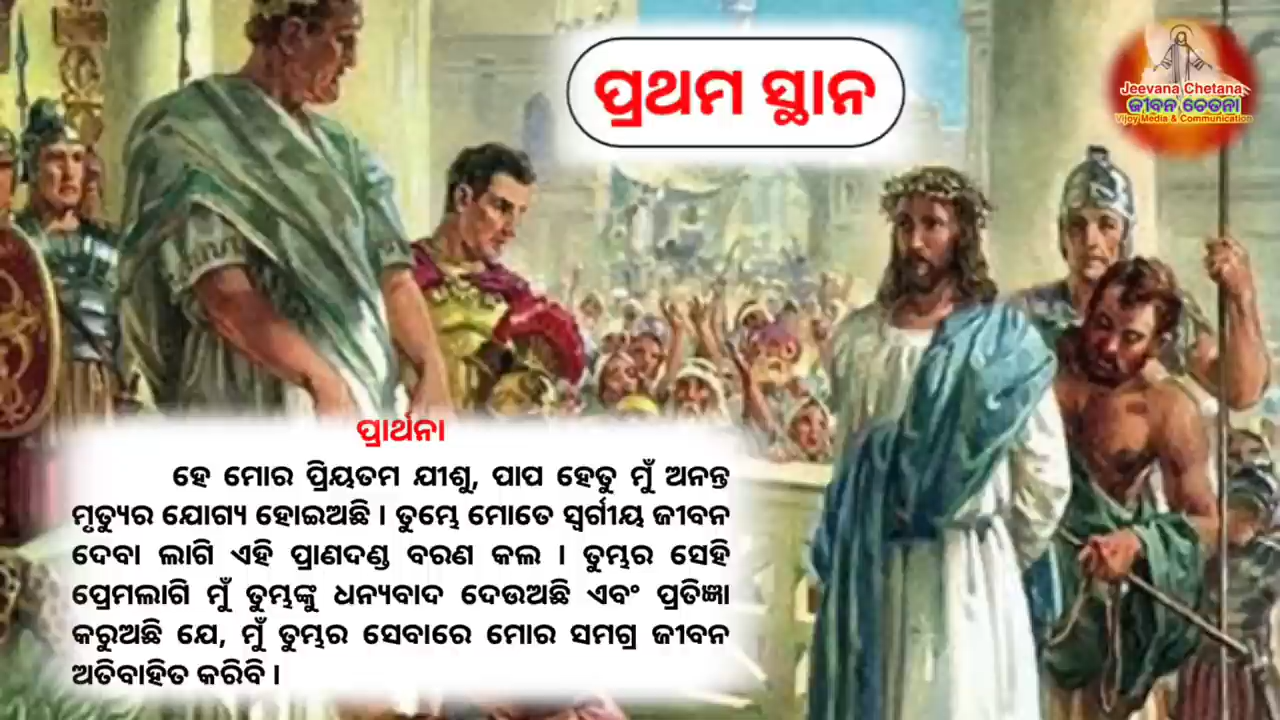 ପ୍ରଥମ ସ୍ଥାନ
Jeevana Chetana
ଜୀବନ ଚେତନା
Vijoy Media & Communication
ପ୍ରାର୍ଥନା
ହେ ମୋର ପ୍ରିୟତମ ଯୀଶୁ, ପାପ ହେତୁ ମୁଁ ଅନନ୍ତ
ମୃତ୍ୟୁର ଯୋଗ୍ୟ ହୋଇଅଛି । ତୁମ୍ଭେ ମୋତେ ସ୍ୱର୍ଗୀୟ ଜୀବନ
ଦେବା ଲାଗି ଏହି ପ୍ରାଣଦଣ୍ଡ ବରଣ କଲ । ତୁମ୍ଭର ସେହି
ପ୍ରେମଲାଗି ମୁଁ ତୁମ୍ଭଙ୍କୁ ଧନ୍ୟବାଦ ଦେଉଅଛି ଏବଂ ପ୍ରତିଜ୍ଞା
କରୁଅଛି ଯେ, ମୁଁ ତୁମ୍ଭର ସେବାରେ ମୋର ସମଗ୍ର ଜୀବନ
ଅତିବାହିତ କରିବି ।